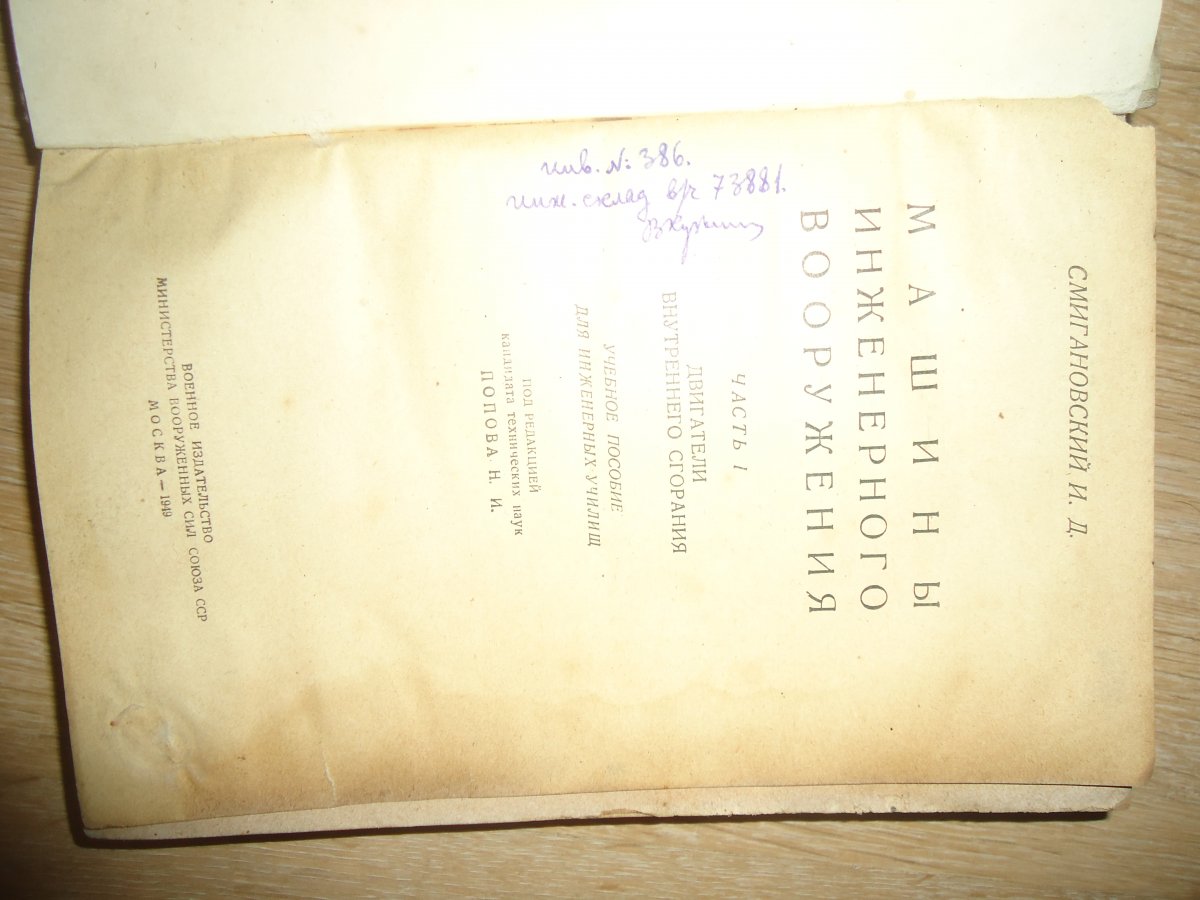 СМИГАНОВСКИЙ И. Д.
МАШИНЫ
ИНЖЕНЕРНОГО
ВООРУЖЕНИЯ
ЧАСТЬ I
ДВИГАТЕЛИ
ВНУТРЕННЕГО СГОРАНИЯ
УЧЕБНОЕ ПОСОБИЕ
ДЛЯ ИНЖЕНЕРНЫХ УЧИЛИЩ
ПОД РЕДАКЦИЕЙ
кандидата технических наук
ПОПОВА Н. И.
ВОЕННОЕ ИЗДАТЕЛЬСТВО
МИНИСТЕРСТВА ВООРУЖЕННЫХ СИЛ СОЮЗА ССР
МОСКВА — 1949
инв. №: 386.
инж. склад в/ч 73881.